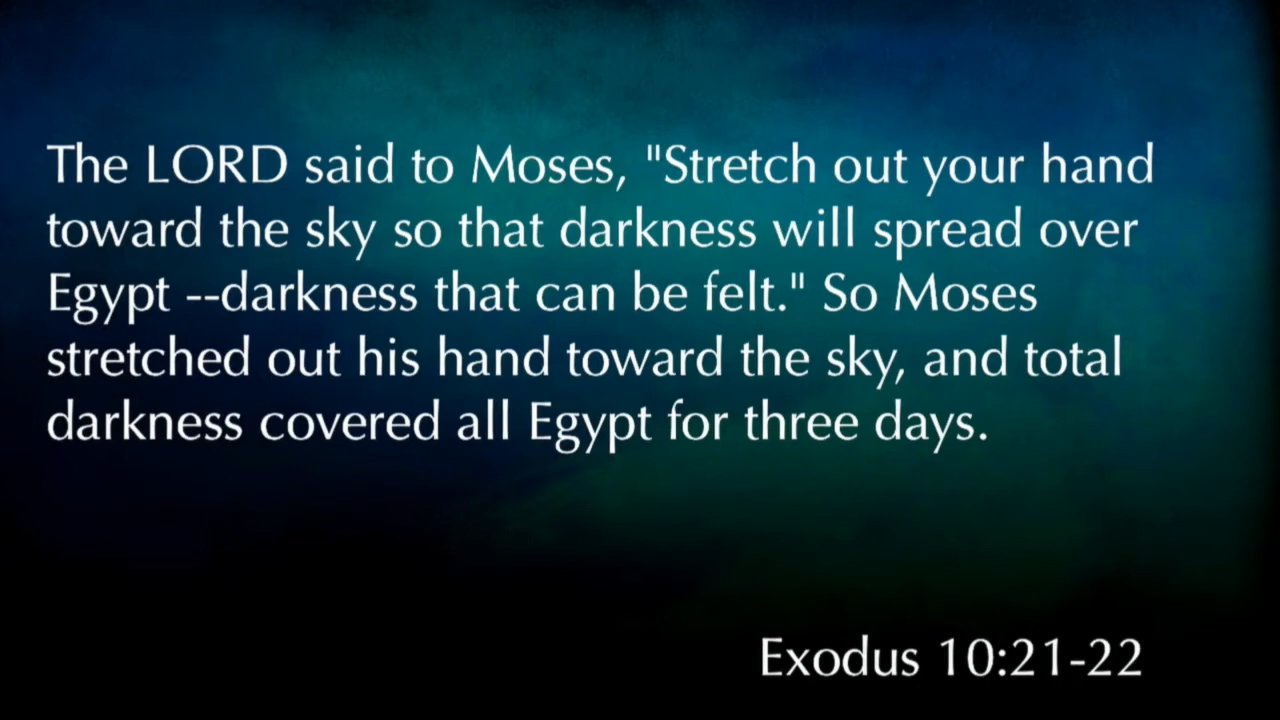 The LORD said to Moses, "Stretch out your hand
toward the sky so that darkness will spread over
Egypt --darkness that can be felt." So Moses
stretched out his hand toward the sky, and total
darkness covered all Egypt for three days.
Exodus 10:21-22